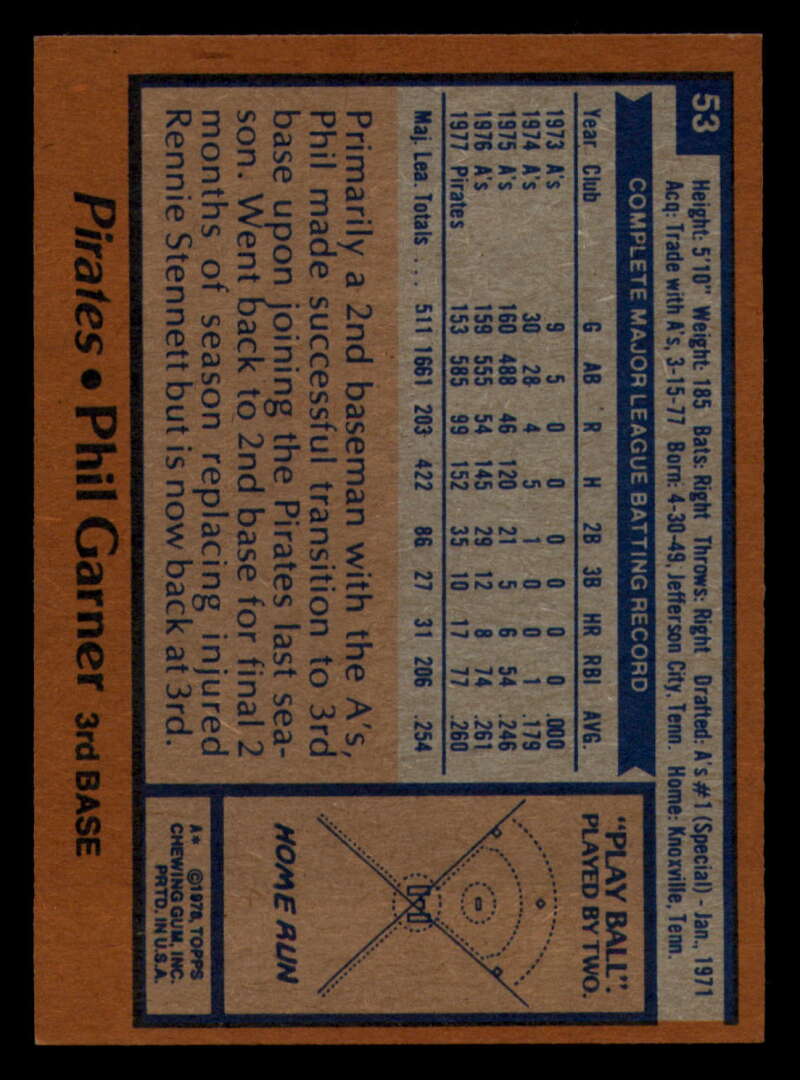 53
Height: 5'10" Weight: 185 Bats: Right Throws: Right Drafted: A's #1 (Special) - Jan., 1971
Acq: Trade with A's, 3-15-77 Born: 4-30-49, Jefferson City, Tenn. Home: Knoxville, Tenn.
COMPLETE MAJOR LEAGUE BATTING RECORD
Year Club G AB R H 2B 3B HR RBI AVG.
1973 A's 9 5 0 0 0 0 0 0 .000
1974 A's 30 28 4 5 1 0 0 1 .179
1975 A's 160 488 46 120 21 5 6 54 .246
1976 A's 159 555 54 145 29 12 8 74 .261
1977 Pirates 153 585 99 152 35 10 17 77 .260
Maj. Lea. Totals . . . 511 1661 203 422 86 27 31 206 .254
Primarily a 2nd baseman with the A's,
Phil made successful transition to 3rd
base upon joining the Pirates last sea-
son. Went back to 2nd base for final 2
months of season replacing injured
Rennie Stennett but is now back at 3rd.
"PLAY BALL".
PLAYED BY TWO.
HOME RUN
A* ©1978, TOPPS
CHEWING GUM, INC.
PRTD. IN U.S.A.
Pirates • Phil Garner 3rd BASE